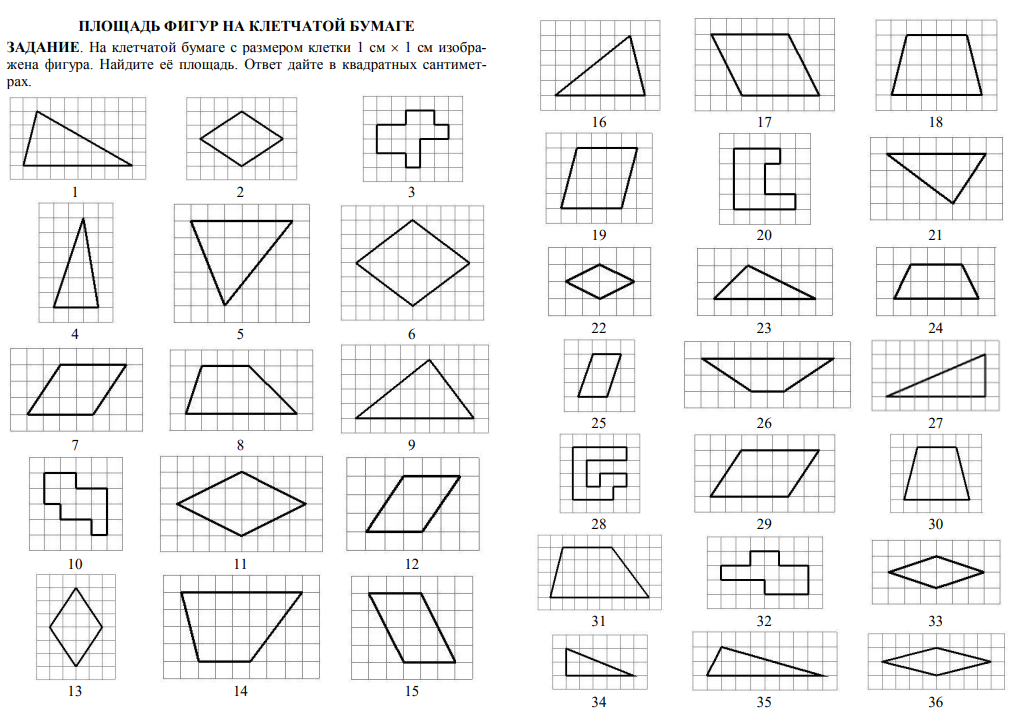 ПЛОЩАДЬ ФИГУР НА КЛЕТЧАТОЙ БУМАГЕ
ЗАДАНИЕ. На клетчатой бумаге с размером клетки 1 см × 1 см изобра-
жена фигура. Найдите её площадь. Ответ дайте в квадратных сантимет-
рах.
1 2 3
4 5 6
7 8 9
10 11 12
13 14 15
16 17 18
19 20 21
22 23 24
25 26 27
28 29 30
31 32 33
34 35 36